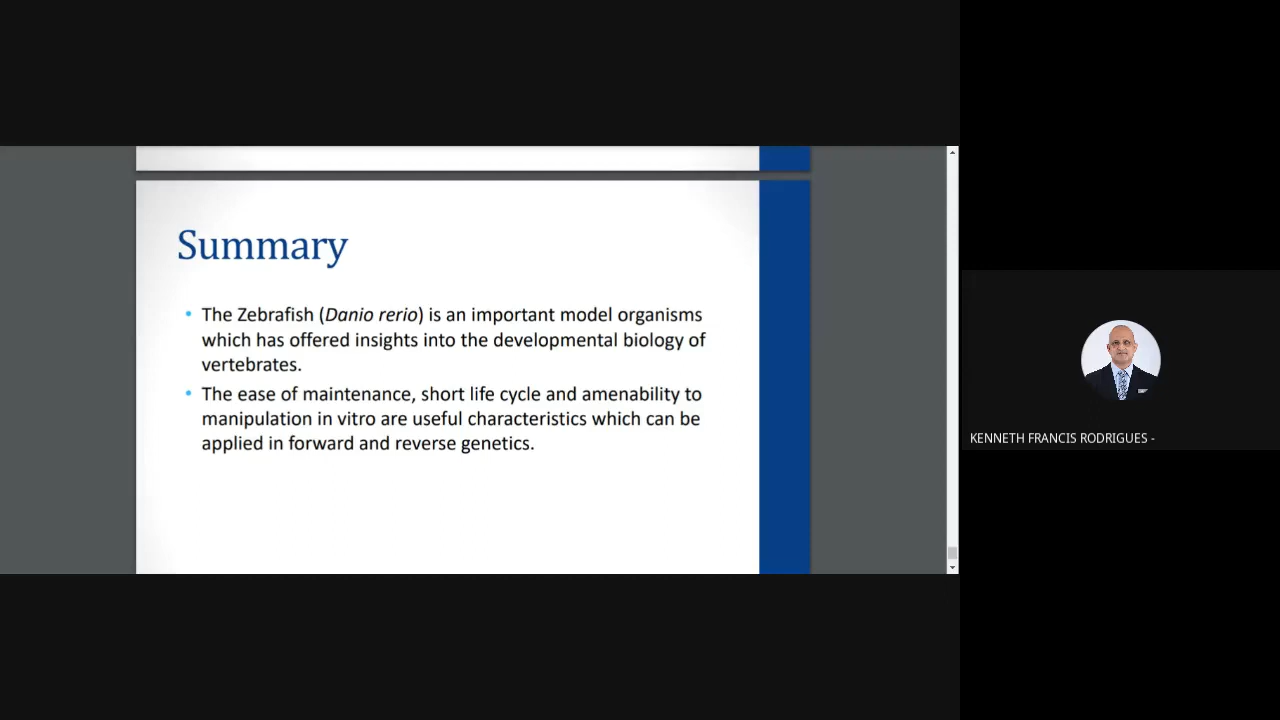 Summary
• The Zebrafish (Danio rerio) is an important model organisms
which has offered insights into the developmental biology of
vertebrates.
• The ease of maintenance, short life cycle and amenability to
manipulation in vitro are useful characteristics which can be
applied in forward and reverse genetics.
KENNETH FRANCIS RODRIGUES -